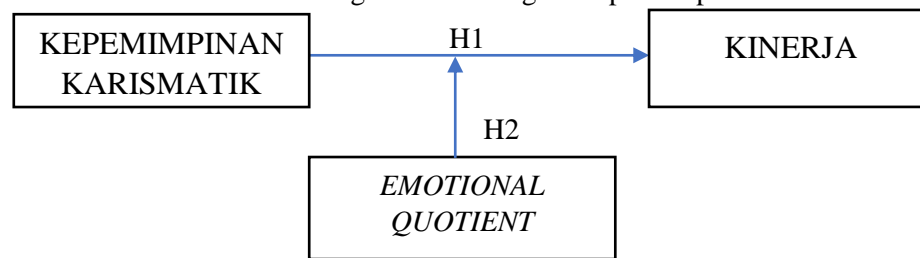 KEPEMIMPINAN
KARISMATIK
H1
KINERJA
H2
EMOTIONAL
QUOTIENT